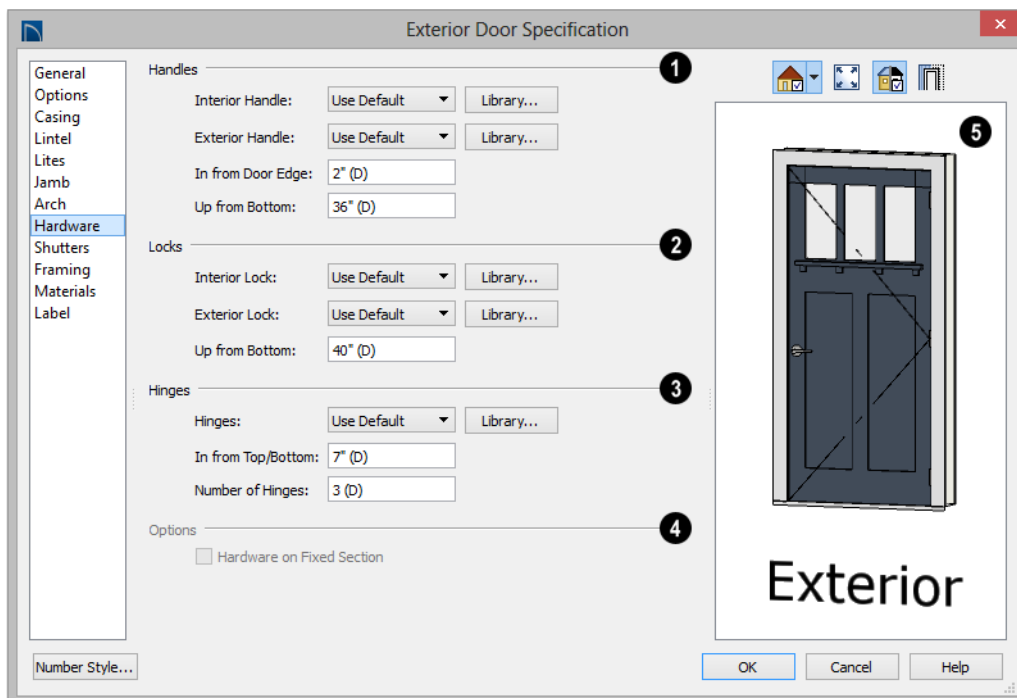 Exterior Door Specification
General
Options
Casing
Lintel
Lites
Jamb
Arch
Hardware
Shutters
Framing
Materials
Label
Handles 1
Interior Handle: Use Default Library...
Exterior Handle: Use Default Library...
In from Door Edge: 2" (D)
Up from Bottom: 36" (D)
Locks 2
Interior Lock: Use Default Library...
Exterior Lock: Use Default Library...
Up from Bottom: 40" (D)
Hinges 3
Hinges: Use Default Library...
In from Top/Bottom: 7" (D)
Number of Hinges: 3 (D)
Options 4
Hardware on Fixed Section
5
Exterior
Number Style... OK Cancel Help